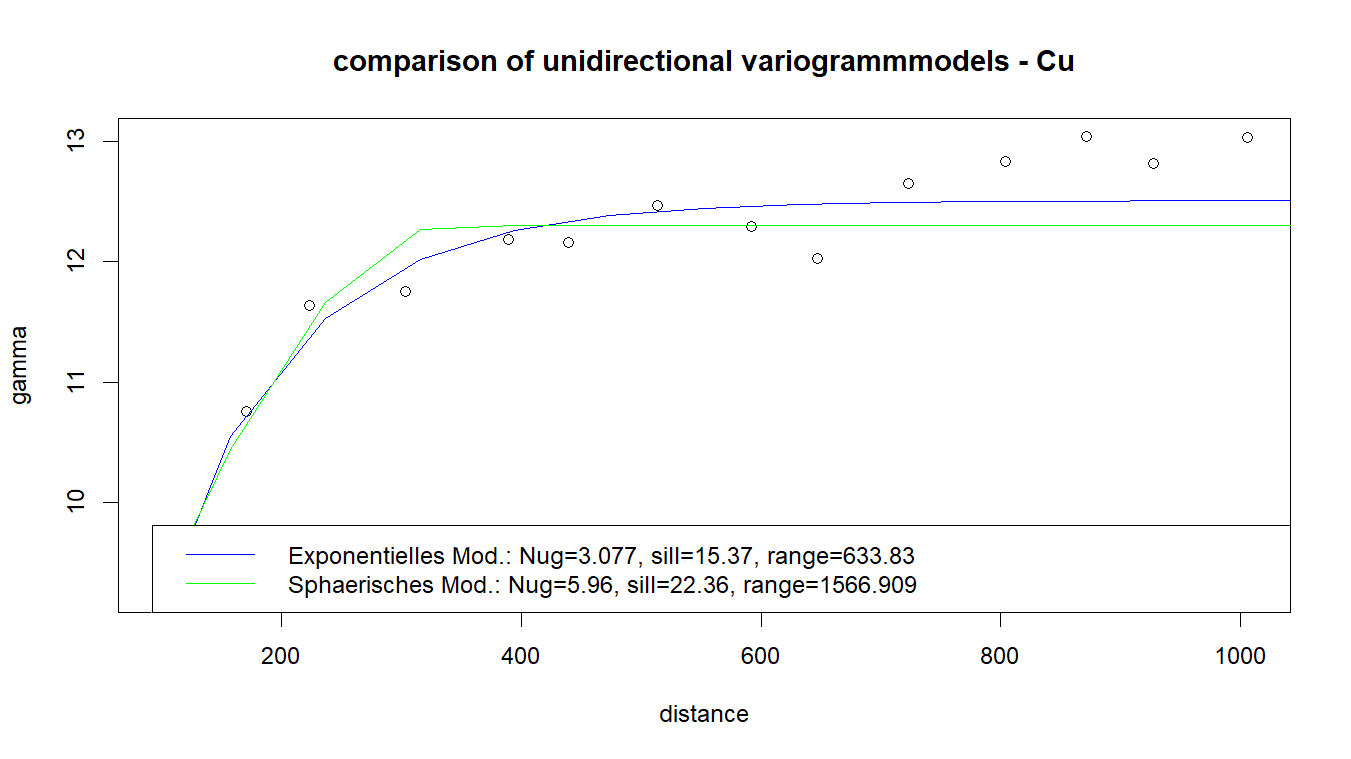 comparison of unidirectional variogrammmodels - Cu
13
12
11
10
gamma
Exponentielles Mod.: Nug=3.077, sill=15.37, range=633.83
Sphaerisches Mod.: Nug=5.96, sill=22.36, range=1566.909
200 400 600 800 1000
distance